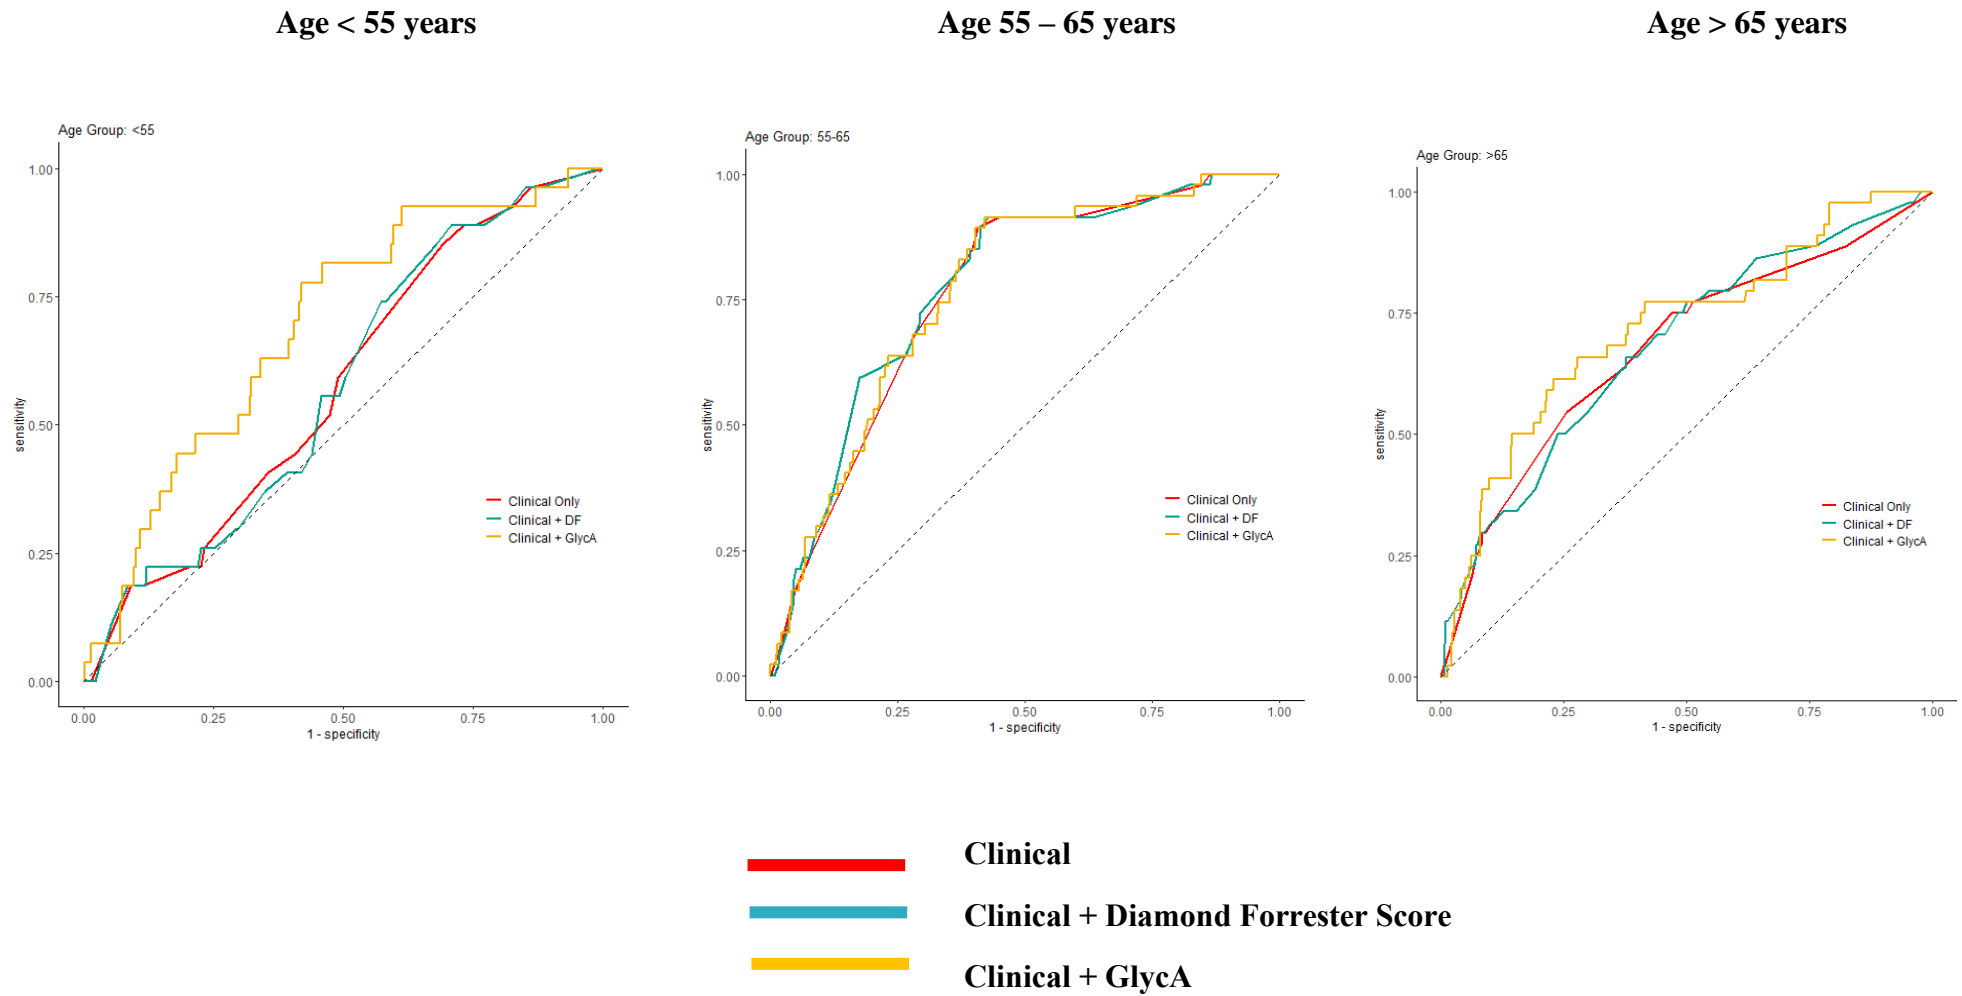 Age < 55 years
Age 55 – 65 years
Age > 65 years
Age Group: <55
1.00
0.75
0.50
0.25
0.00
sensitivity
0.00 0.25 0.50 0.75 1.00
1 - specificity
Clinical Only
Clinical + DF
Clinical + GlycA
Age Group: 55-65
1.00
0.75
0.50
0.25
0.00
sensitivity
0.00 0.25 0.50 0.75 1.00
1 - specificity
Clinical Only
Clinical + DF
Clinical + GlycA
Age Group: >65
1.00
0.75
0.50
0.25
0.00
sensitivity
0.00 0.25 0.50 0.75 1.00
1 - specificity
Clinical Only
Clinical + DF
Clinical + GlycA
Clinical
Clinical + Diamond Forrester Score
Clinical + GlycA